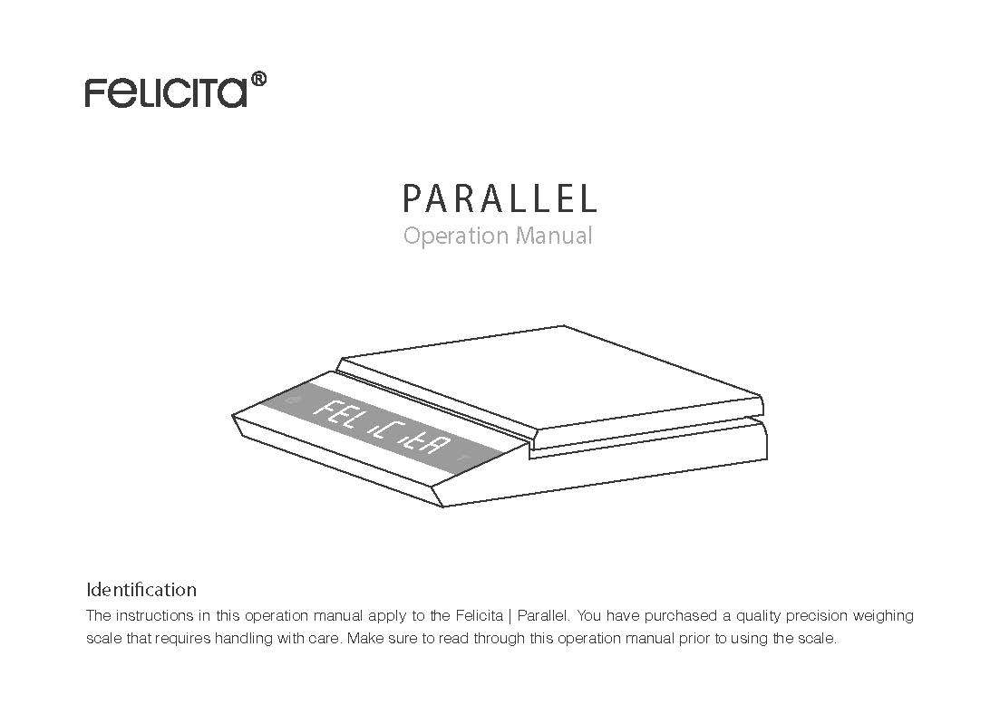 FELICITA®
PARALLEL
Operation Manual
FELiCitA
T
Identification
The instructions in this operation manual apply to the Felicita | Parallel. You have purchased a quality precision weighing
scale that requires handling with care. Make sure to read through this operation manual prior to using the scale.